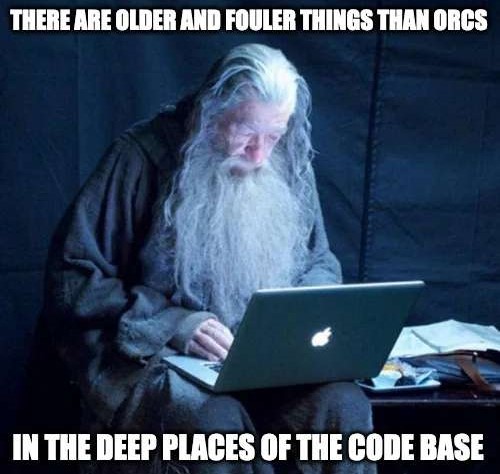 THERE ARE OLDER AND FOULER THINGS THAN ORCS
IN THE DEEP PLACES OF THE CODE BASE